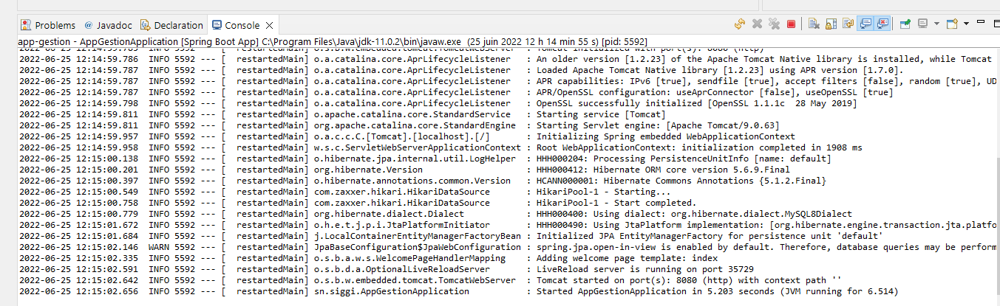 Problems @ Javadoc Declaration Console
app-gestion - AppGestionApplication [Spring Boot App] C:\Program Files\Java\jdk-11.0.2\bin\javaw.exe (25 juin 2022 12 h 14 min 55 s) [pid: 5592]
2022-06-25 12:14:59.765 INFO 5592 --- [ restartedMain] o.s.b.w.embedded.tomcat.TomcatWebServer : Tomcat initialized with port(s): 8080 (http)
2022-06-25 12:14:59.786 INFO 5592 --- [ restartedMain] o.a.catalina.core.AprLifecycleListener : An older version [1.2.23] of the Apache Tomcat Native library is installed, while Tomcat
2022-06-25 12:14:59.787 INFO 5592 --- [ restartedMain] o.a.catalina.core.AprLifecycleListener : Loaded Apache Tomcat Native library [1.2.23] using APR version [1.7.0].
2022-06-25 12:14:59.787 INFO 5592 --- [ restartedMain] o.a.catalina.core.AprLifecycleListener : APR capabilities: IPv6 [true], sendfile [true], accept filters [false], random [true], UD
2022-06-25 12:14:59.787 INFO 5592 --- [ restartedMain] o.a.catalina.core.AprLifecycleListener : APR/OpenSSL configuration: useAprConnector [false], useOpenSSL [true]
2022-06-25 12:14:59.798 INFO 5592 --- [ restartedMain] o.a.catalina.core.AprLifecycleListener : OpenSSL successfully initialized [OpenSSL 1.1.1c 28 May 2019]
2022-06-25 12:14:59.811 INFO 5592 --- [ restartedMain] o.apache.catalina.core.StandardService : Starting service [Tomcat]
2022-06-25 12:14:59.811 INFO 5592 --- [ restartedMain] org.apache.catalina.core.StandardEngine : Starting Servlet engine: [Apache Tomcat/9.0.63]
2022-06-25 12:14:59.957 INFO 5592 --- [ restartedMain] o.a.c.c.C.[Tomcat].[localhost].[/] : Initializing Spring embedded WebApplicationContext
2022-06-25 12:14:59.958 INFO 5592 --- [ restartedMain] w.s.c.ServletWebServerApplicationContext : Root WebApplicationContext: initialization completed in 1908 ms
2022-06-25 12:15:00.138 INFO 5592 --- [ restartedMain] o.hibernate.jpa.internal.util.LogHelper : HHH000204: Processing PersistenceUnitInfo [name: default]
2022-06-25 12:15:00.201 INFO 5592 --- [ restartedMain] org.hibernate.Version : HHH000412: Hibernate ORM core version 5.6.9.Final
2022-06-25 12:15:00.397 INFO 5592 --- [ restartedMain] o.hibernate.annotations.common.Version : HCANN000001: Hibernate Commons Annotations {5.1.2.Final}
2022-06-25 12:15:00.549 INFO 5592 --- [ restartedMain] com.zaxxer.hikari.HikariDataSource : HikariPool-1 - Starting...
2022-06-25 12:15:00.758 INFO 5592 --- [ restartedMain] com.zaxxer.hikari.HikariDataSource : HikariPool-1 - Start completed.
2022-06-25 12:15:00.779 INFO 5592 --- [ restartedMain] org.hibernate.dialect.Dialect : HHH000400: Using dialect: org.hibernate.dialect.MySQL8Dialect
2022-06-25 12:15:01.672 INFO 5592 --- [ restartedMain] o.h.e.t.j.p.i.JtaPlatformInitiator : HHH000490: Using JtaPlatform implementation: [org.hibernate.engine.transaction.jta.platfo
2022-06-25 12:15:01.684 INFO 5592 --- [ restartedMain] j.LocalContainerEntityManagerFactoryBean : Initialized JPA EntityManagerFactory for persistence unit 'default'
2022-06-25 12:15:02.146 WARN 5592 --- [ restartedMain] JpaBaseConfiguration$JpaWebConfiguration : spring.jpa.open-in-view is enabled by default. Therefore, database queries may be perform
2022-06-25 12:15:02.335 INFO 5592 --- [ restartedMain] o.s.b.a.w.s.WelcomePageHandlerMapping : Adding welcome page template: index
2022-06-25 12:15:02.591 INFO 5592 --- [ restartedMain] o.s.b.d.a.OptionalLiveReloadServer : LiveReload server is running on port 35729
2022-06-25 12:15:02.642 INFO 5592 --- [ restartedMain] o.s.b.w.embedded.tomcat.TomcatWebServer : Tomcat started on port(s): 8080 (http) with context path ''
2022-06-25 12:15:02.656 INFO 5592 --- [ restartedMain] sn.siggi.AppGestionApplication : Started AppGestionApplication in 5.203 seconds (JVM running for 6.514)